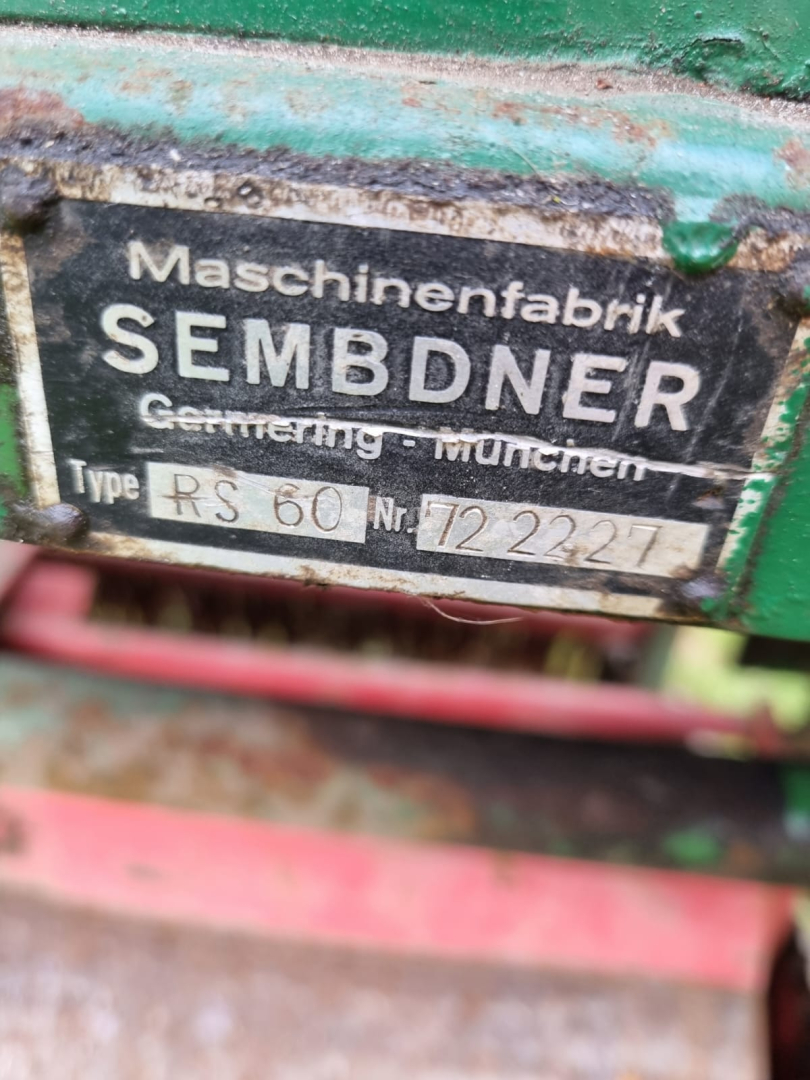 Maschinenfabrik
SEMBDNER
Germering - München
Type RS 60 Nr. 72 2227